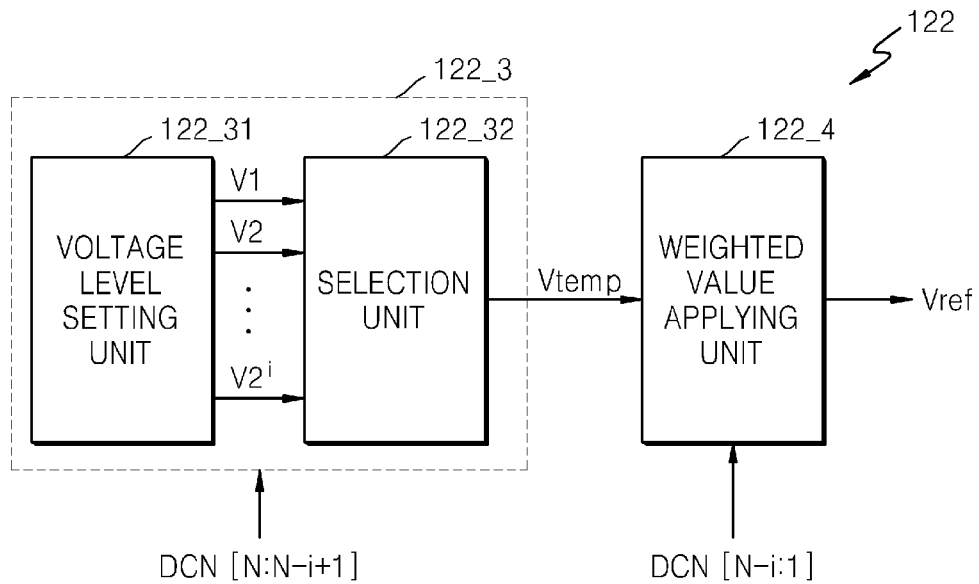 122
122_3
122_31
122_32
122_4
VOLTAGE
LEVEL
SETTING
UNIT
V1
V2
V2ⁱ
SELECTION
UNIT
Vtemp
WEIGHTED
VALUE
APPLYING
UNIT
Vref
DCN [N:N-i+1]
DCN [N-i:1]